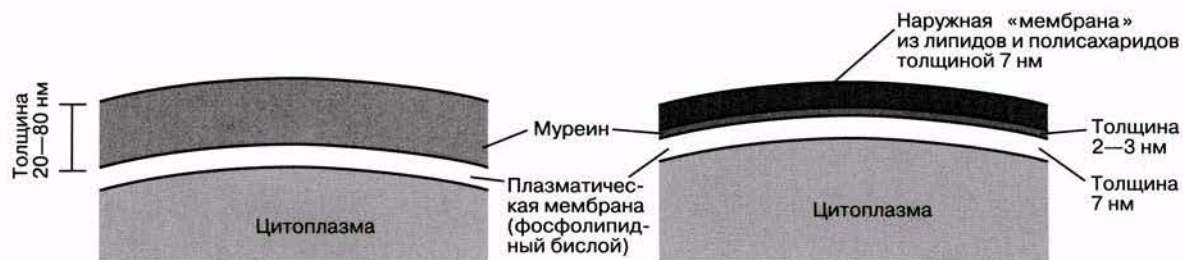 Толщина
20—80 нм
Цитоплазма
Муреин
Плазматичес-
кая мембрана
(фосфолипид-
ный бислой)
Наружная «мембрана»
из липидов и полисахаридов
толщиной 7 нм
Толщина
2—3 нм
Толщина
7 нм
Цитоплазма